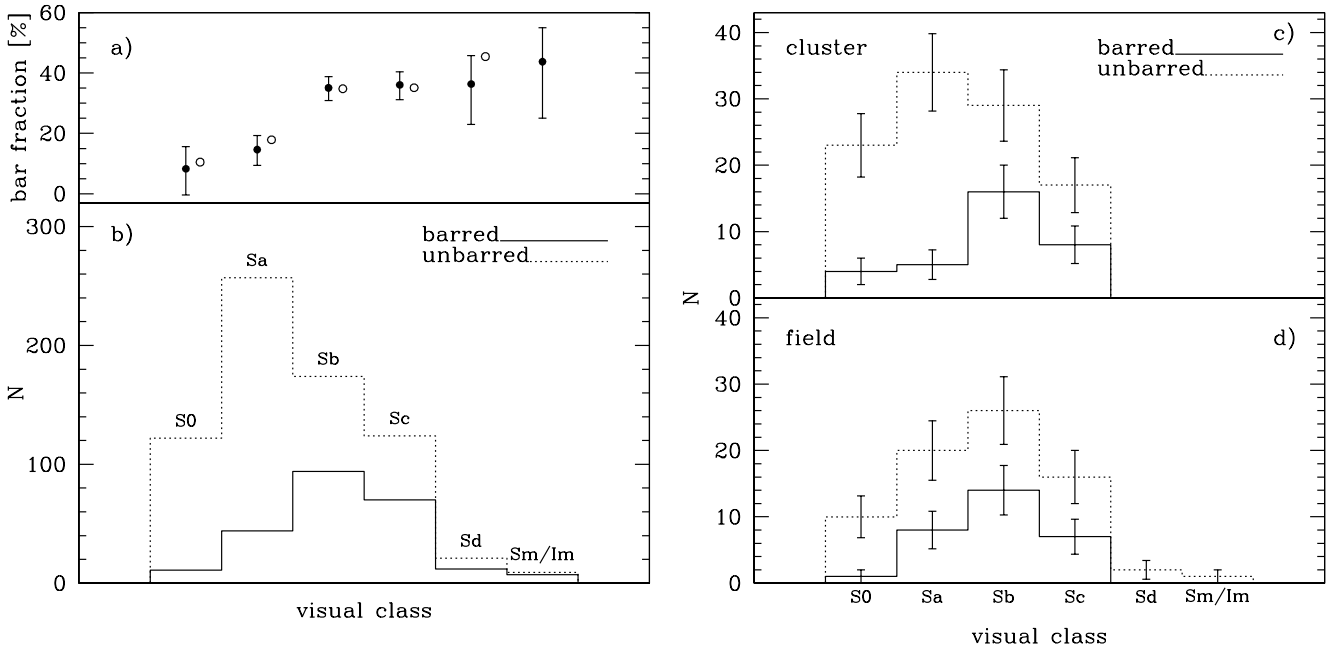 60
40
20
0
bar fraction [%]
a)
300
200
100
0
N
b)
barred
unbarred
S0
Sa
Sb
Sc
Sd
Sm/Im
visual class
40
30
20
10
0
cluster
c)
barred
unbarred
N
40
30
20
10
0
field
d)
S0
Sa
Sb
Sc
Sd
Sm/Im
visual class